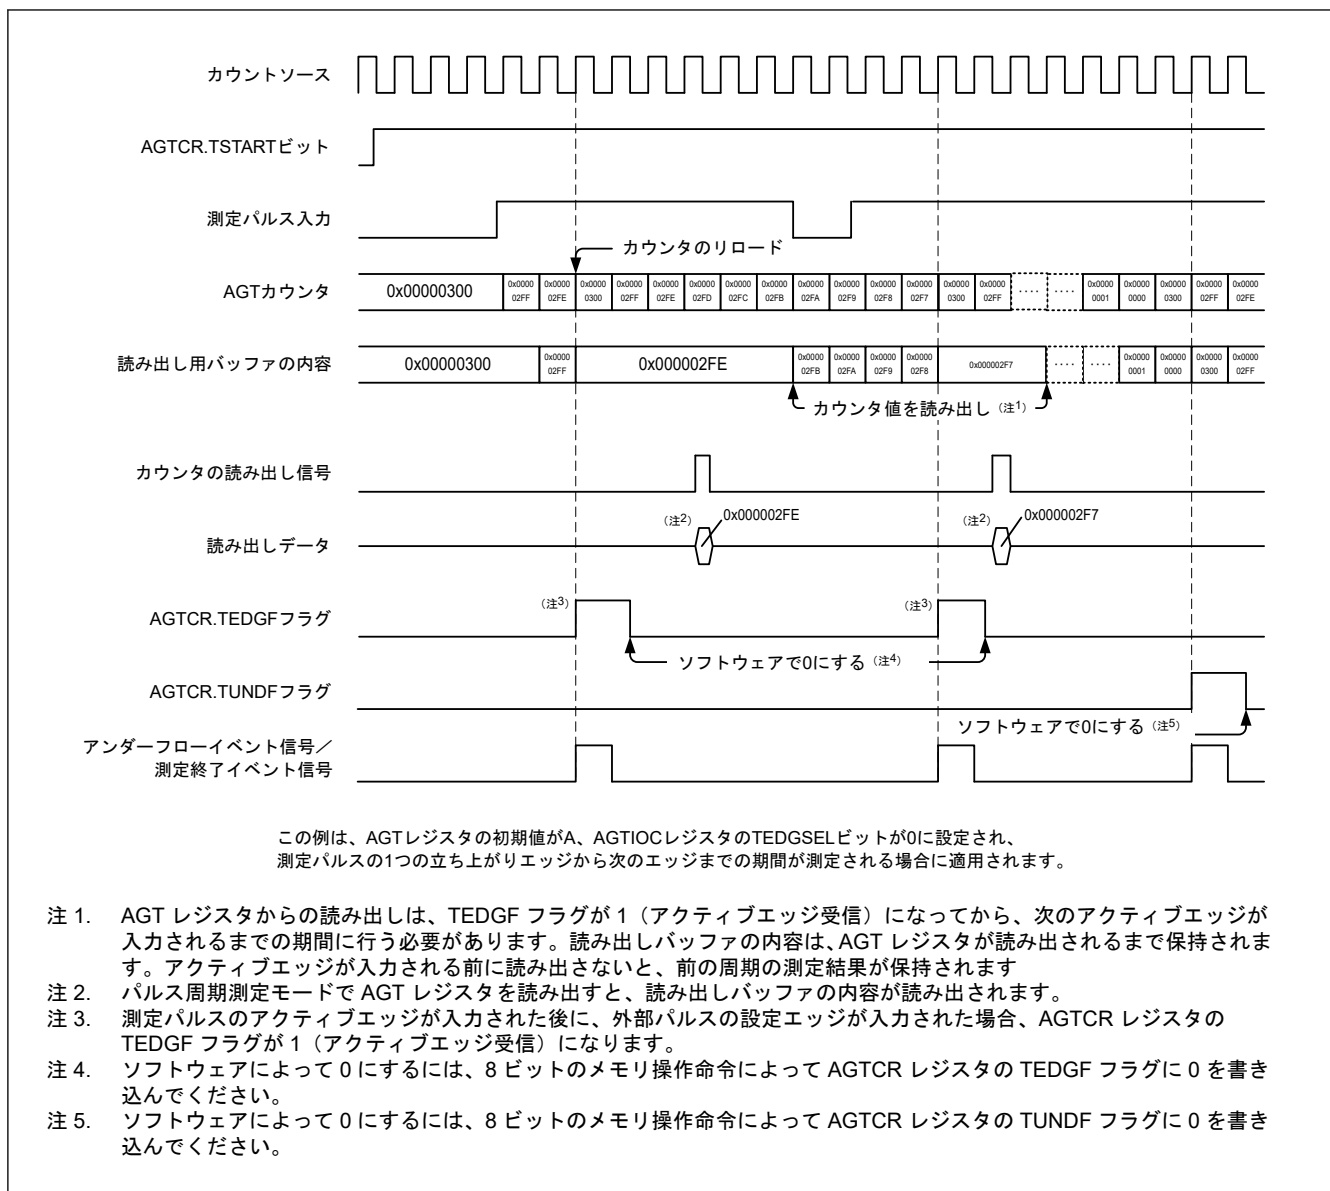 カウントソース
AGTCR.TSTARTビット
測定パルス入力
カウンタのリロード
AGTカウンタ
0x00000300
0x0000 02FF
0x0000 02FE
0x0000 0300
0x0000 02FF
0x0000 02FE
0x0000 02FD
0x0000 02FC
0x0000 02FB
0x0000 02FA
0x0000 02F9
0x0000 02F8
0x0000 02F7
0x0000 0300
0x0000 02FF
....
....
0x0000 0001
0x0000 0000
0x0000 0300
0x0000 02FF
0x0000 02FE
読み出し用バッファの内容
0x00000300
0x0000 02FF
0x000002FE
0x0000 02FB
0x0000 02FA
0x0000 02F9
0x0000 02F8
0x000002F7
....
....
0x0000 0001
0x0000 0000
0x0000 0300
0x0000 02FF
カウンタ値を読み出し（注1）
カウンタの読み出し信号
（注2）
0x000002FE
（注2）
0x000002F7
読み出しデータ
（注3）
（注3）
AGTCR.TEDGFフラグ
ソフトウェアで0にする（注4）
AGTCR.TUNDFフラグ
ソフトウェアで0にする（注5）
アンダーフローイベント信号／
測定終了イベント信号
この例は、AGTレジスタの初期値がA、AGTIOCレジスタのTEDGSELビットが0に設定され、
測定パルスの1つの立ち上がりエッジから次のエッジまでの期間が測定される場合に適用されます。
注 1. AGT レジスタからの読み出しは、TEDGF フラグが 1（アクティブエッジ受信）になってから、次のアクティブエッジが
入力されるまでの期間に行う必要があります。読み出しバッファの内容は、AGT レジスタが読み出されるまで保持されま
す。アクティブエッジが入力される前に読み出さないと、前の周期の測定結果が保持されます
注 2. パルス周期測定モードで AGT レジスタを読み出すと、読み出しバッファの内容が読み出されます。
注 3. 測定パルスのアクティブエッジが入力された後に、外部パルスの設定エッジが入力された場合、AGTCR レジスタの
TEDGF フラグが 1（アクティブエッジ受信）になります。
注 4. ソフトウェアによって 0 にするには、8 ビットのメモリ操作命令によって AGTCR レジスタの TEDGF フラグに 0 を書き
込んでください。
注 5. ソフトウェアによって 0 にするには、8 ビットのメモリ操作命令によって AGTCR レジスタの TUNDF フラグに 0 を書き
込んでください。